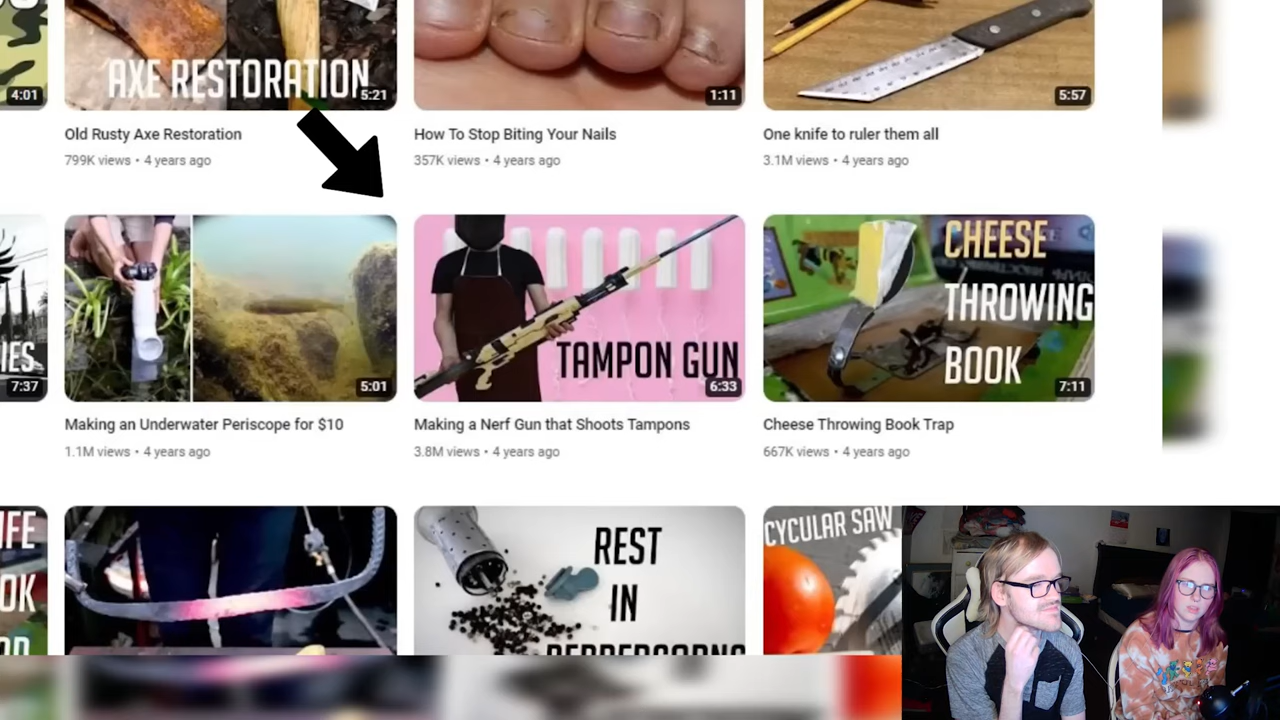 4:01
AXE RESTORATION
5:21
1:11
5:57
Old Rusty Axe Restoration
How To Stop Biting Your Nails
One knife to ruler them all
799K views • 4 years ago
357K views • 4 years ago
3.1M views • 4 years ago
IES
7:37
5:01
TAMPON GUN
6:33
CHEESE
THROWING
BOOK
7:11
Making an Underwater Periscope for $10
Making a Nerf Gun that Shoots Tampons
Cheese Throwing Book Trap
1.1M views • 4 years ago
3.8M views • 4 years ago
667K views • 4 years ago
IFE
OK
REST
IN
PEPPERCORNS
CYCULAR SAW